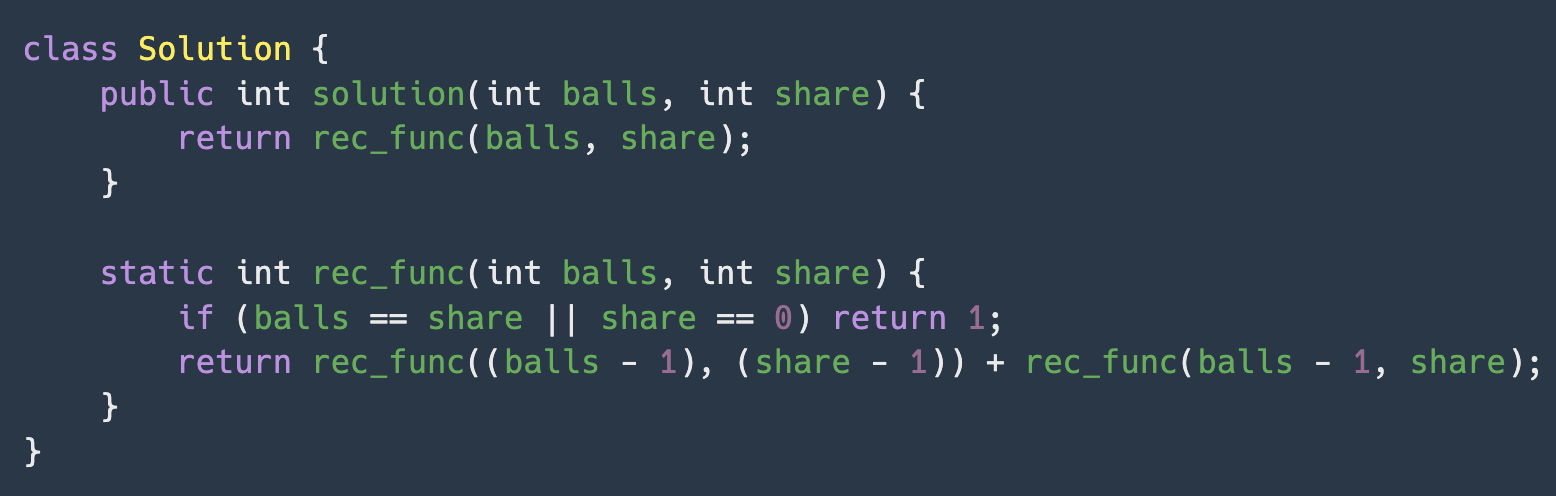 class Solution {
    public int solution(int balls, int share) {
        return rec_func(balls, share);
    }

    static int rec_func(int balls, int share) {
        if (balls == share || share == 0) return 1;
        return rec_func((balls - 1), (share - 1)) + rec_func(balls - 1, share);
    }
}